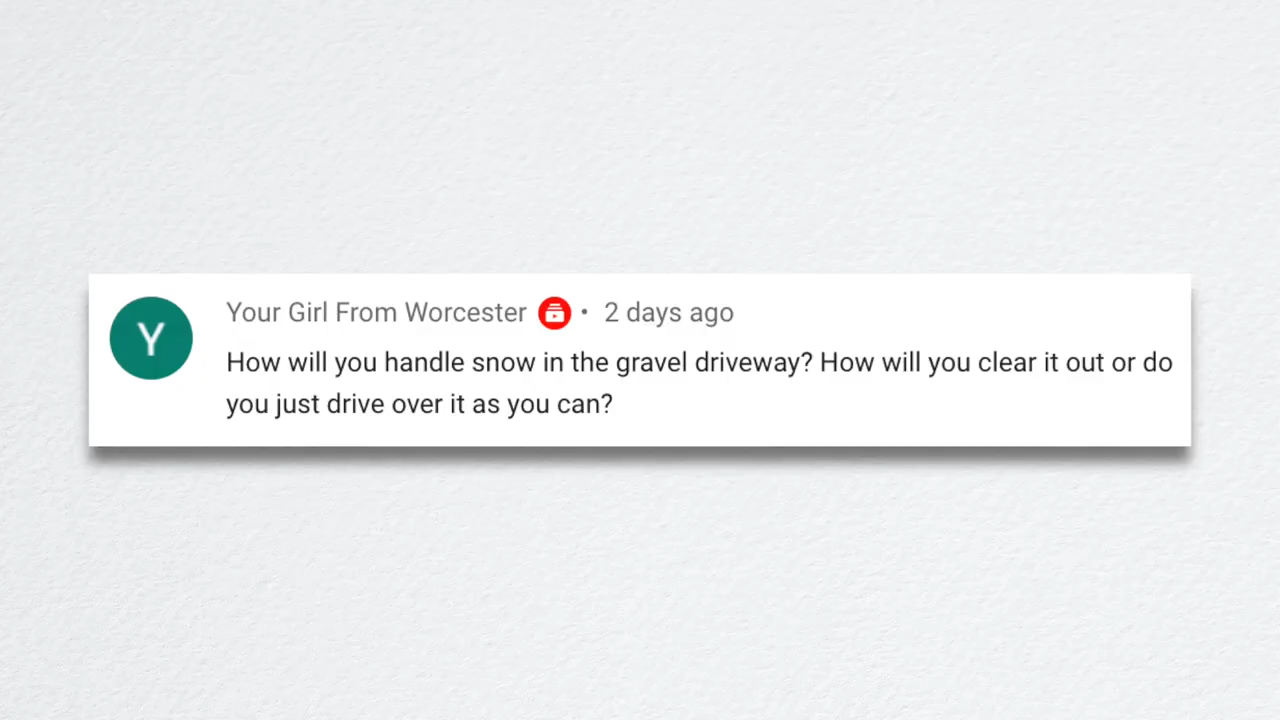 Y
Your Girl From Worcester • 2 days ago
How will you handle snow in the gravel driveway? How will you clear it out or do
you just drive over it as you can?